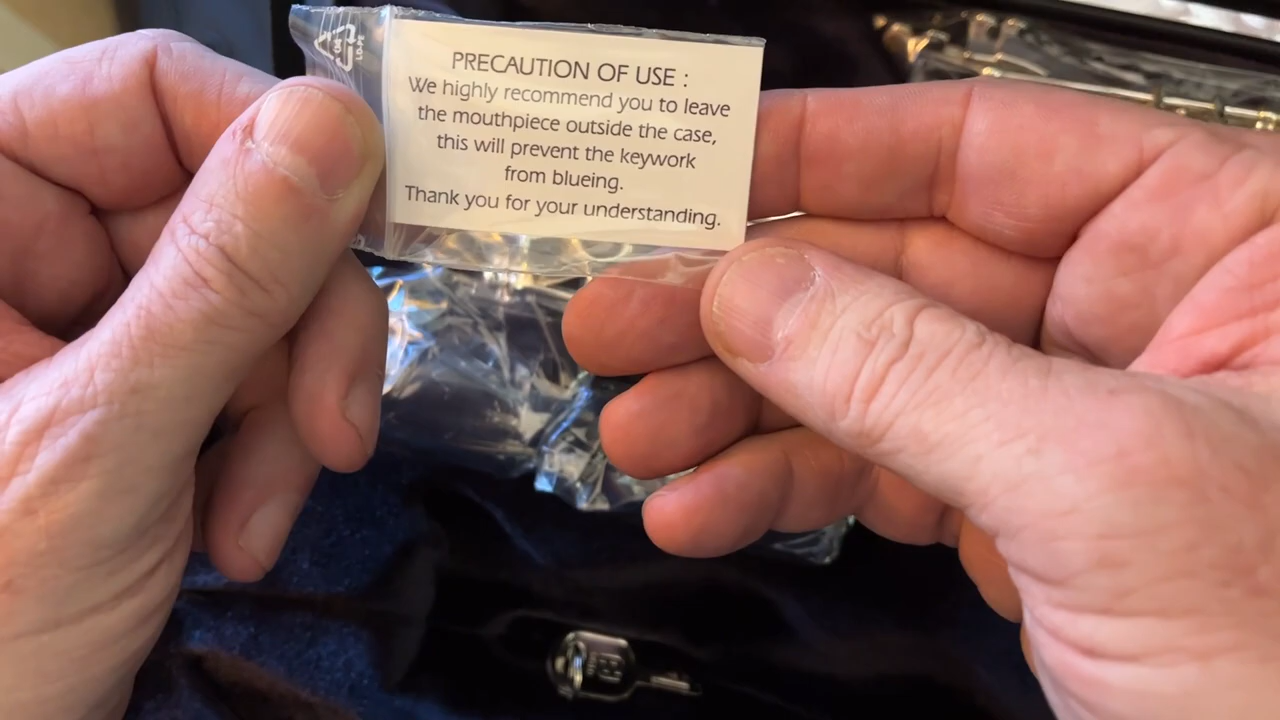 PRECAUTION OF USE :
We highly recommend you to leave
the mouthpiece outside the case,
this will prevent the keywork
from blueing.
Thank you for your understanding.